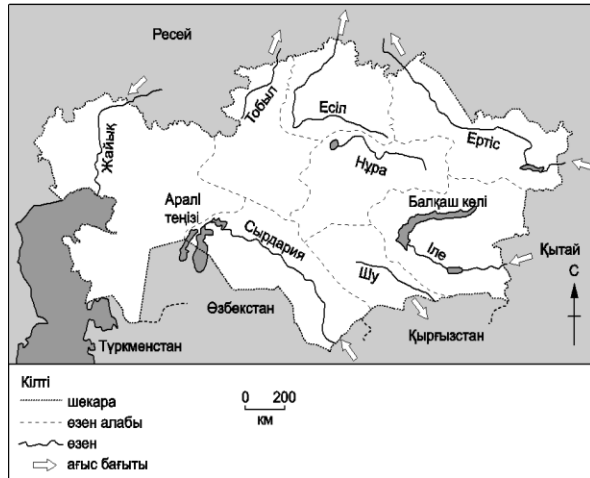 Ресей
Тобыл
Есіл
Ертіс
Жайық
Нұра
Аралі
теңізі
Балқаш көлі
Сырдария
Іле
Қытай
Шу
С
Өзбекстан
Қырғызстан
Түркменстан
Кілті
шекара
өзен алабы
өзен
ағыс бағыты
0 200
км